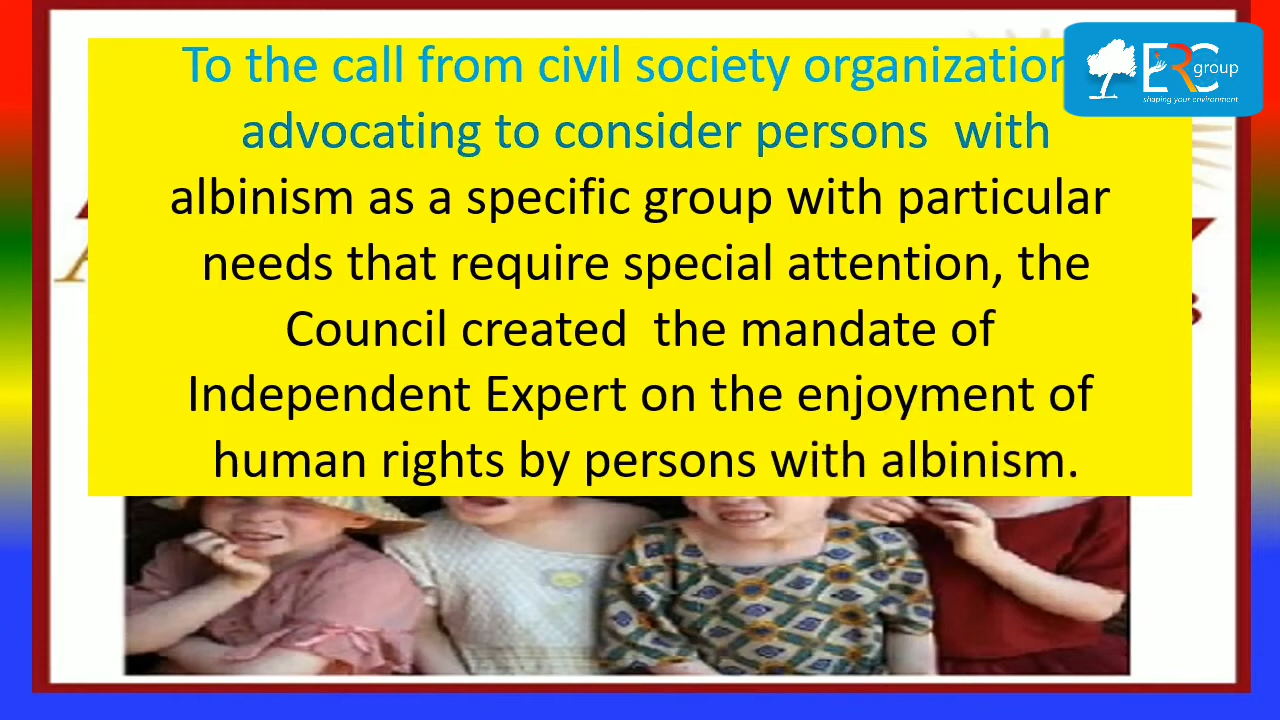 To the call from civil society organization
advocating to consider persons with
albinism as a specific group with particular
needs that require special attention, the
Council created the mandate of
Independent Expert on the enjoyment of
human rights by persons with albinism.
ERC group
shaping your environment